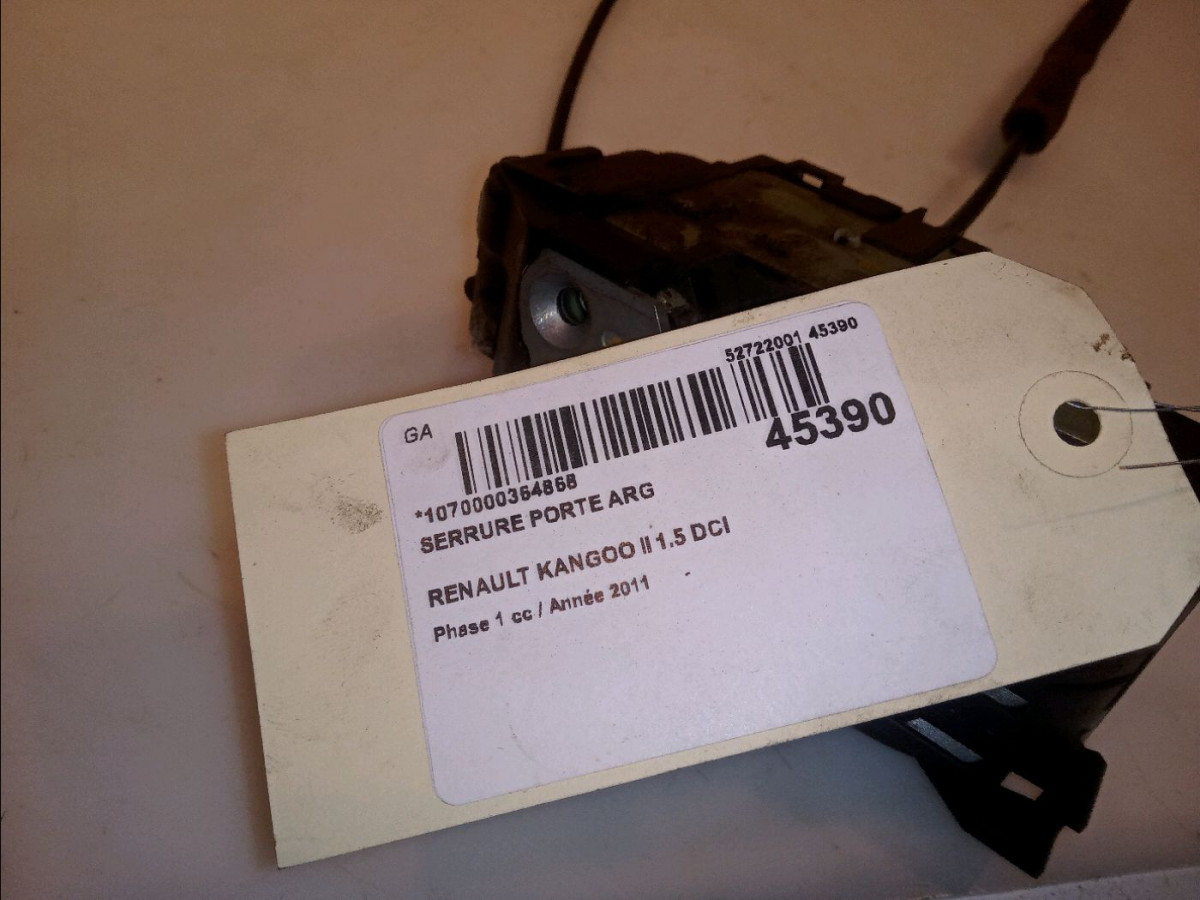 52722001 45390
GA
45390
*1070000364868
SERRURE PORTE ARG
RENAULT KANGOO II 1.5 DCI
Phase 1 cc / Année 2011 -